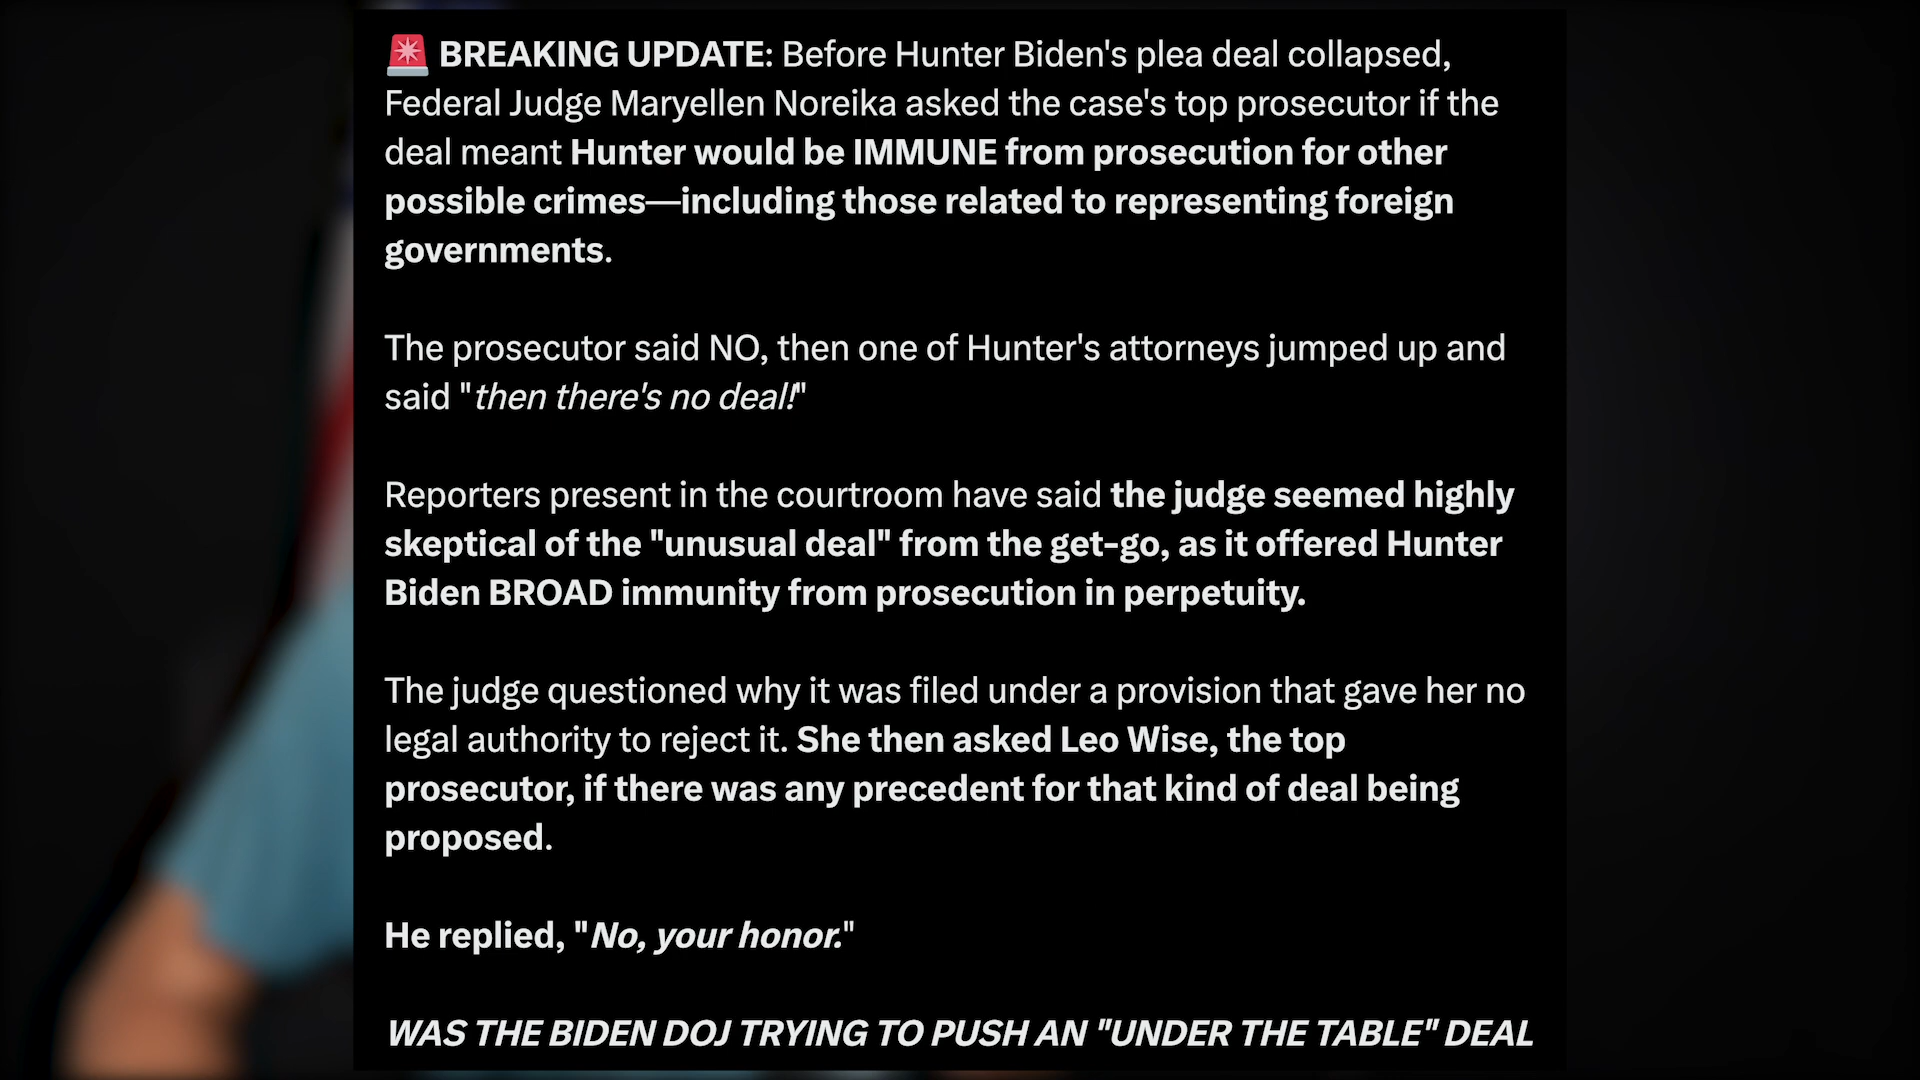 🚨 BREAKING UPDATE: Before Hunter Biden's plea deal collapsed,
Federal Judge Maryellen Noreika asked the case's top prosecutor if the
deal meant Hunter would be IMMUNE from prosecution for other
possible crimes—including those related to representing foreign
governments.
The prosecutor said NO, then one of Hunter's attorneys jumped up and
said "then there's no deal!"
Reporters present in the courtroom have said the judge seemed highly
skeptical of the "unusual deal" from the get-go, as it offered Hunter
Biden BROAD immunity from prosecution in perpetuity.
The judge questioned why it was filed under a provision that gave her no
legal authority to reject it. She then asked Leo Wise, the top
prosecutor, if there was any precedent for that kind of deal being
proposed.
He replied, "No, your honor."
WAS THE BIDEN DOJ TRYING TO PUSH AN "UNDER THE TABLE" DEAL